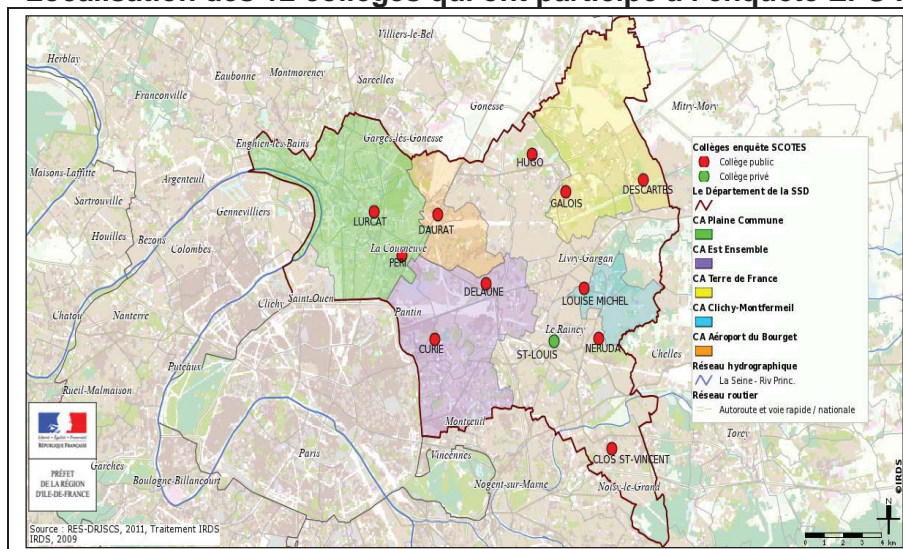 Villiers-le-Bel
Herblay
Montmorency
Eaubonne
Sarcelles
Franconville
Gonesse
Mitry-Mory
Enghien-les-Bains
Garges-lès-Gonesse
Maisons-Laffitte
Argenteuil
Sartrouville
Gennevilliers
Houilles
Bezons
Colombes
HUGO
GALOIS
DESCARTES
LURCAT
DAURAT
La Courneuve
PERI
Livry-Gargan
DELAUNE
LOUISE MICHEL
Saint-Ouen
Clichy
Pantin
Chatou
Nanterre
Le Raincy
CURIE
ST-LOUIS
NERUDA
Chelles
Puteaux
Rueil-Malmaison
Montreuil
Torcy
Vincennes
CLOS ST-VINCENT
Paris
Garches
Boulogne-Billancourt
Nogent-sur-Marne
Noisy-le-Grand
Collèges enquête SCOTES
Collège public
Collège privé
Le Département de la SSD
CA Plaine Commune
CA Est Ensemble
CA Terre de France
CA Clichy-Montfermeil
CA Aéroport du Bourget
Réseau hydrographique
La Seine - Riv Princ.
Réseau routier
Autoroute et voie rapide / nationale
Liberté • Égalité • Fraternité
RÉPUBLIQUE FRANÇAISE
PRÉFET
DE LA RÉGION
D'ILE-DE-FRANCE
Source : RES-DRJSCS, 2011, Traitement IRDS
IRDS, 2009
©IRDS
N
0 1 2 3 4 km